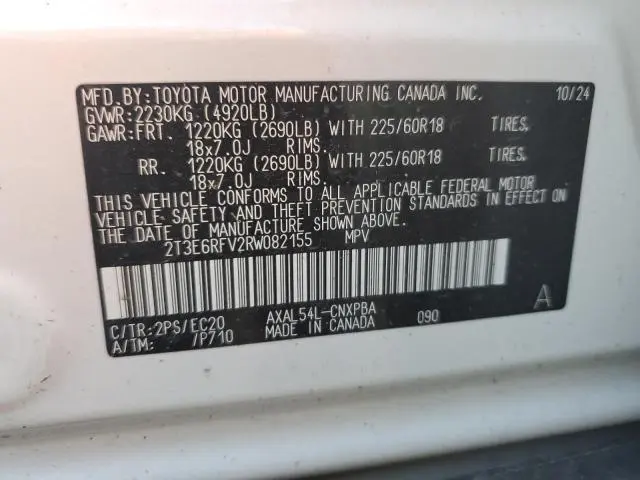 MFD.BY:TOYOTA MOTOR MANUFACTURING CANADA INC. 10/24
GVWR:2230KG (4920LB)
GAWR:FRT. 1220KG (2690LB) WITH 225/60R18 TIRES.
18x7.0J RIMS.
RR. 1220KG (2690LB) WITH 225/60R18 TIRES.
18x7.0J RIMS.
THIS VEHICLE CONFORMS TO ALL APPLICABLE FEDERAL MOTOR
VEHICLE SAFETY AND THEFT PREVENTION STANDARDS IN EFFECT ON
THE DATE OF MANUFACTURE SHOWN ABOVE.
2T3E6RFV2RW082155 MPV
C/TR:2PS/EC20 AXAL54L-CNXPBA 090 A
A/TM: /P710 MADE IN CANADA